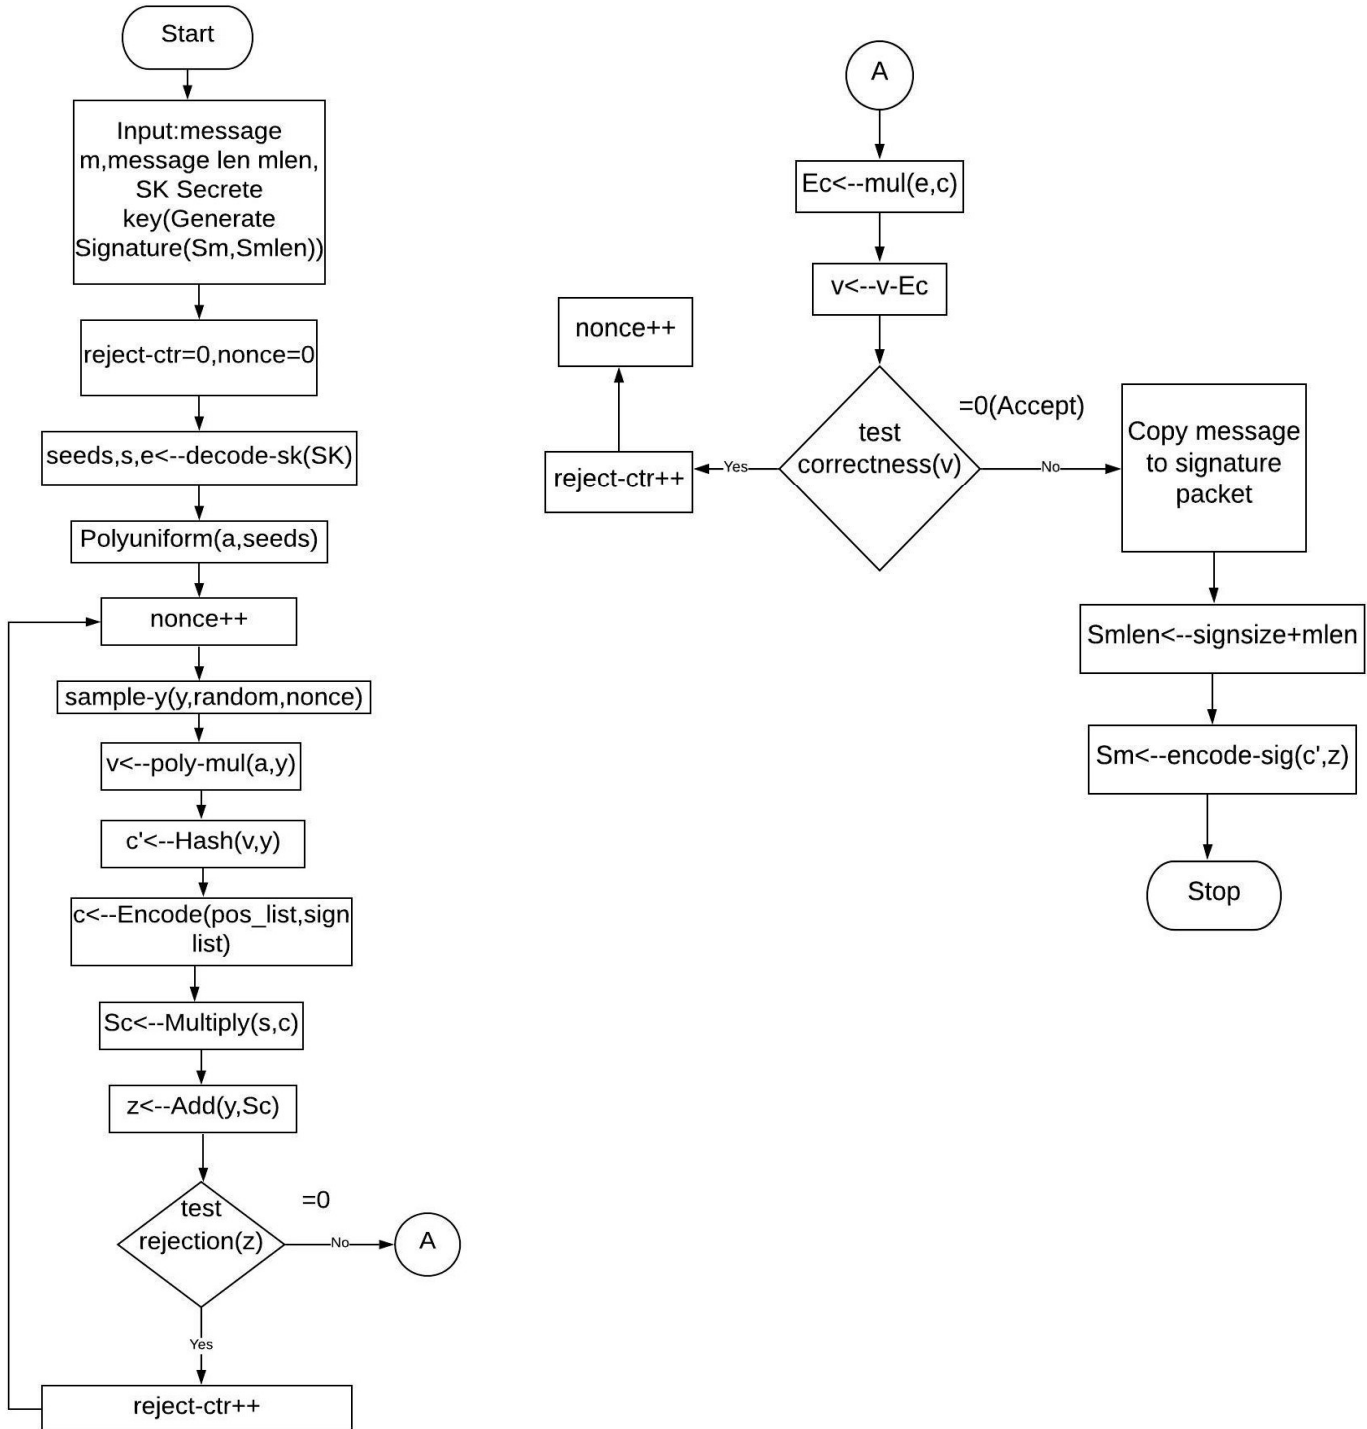 Start
Input:message
m,message len mlen,
SK Secrete
key(Generate
Signature(Sm,Smlen))
reject-ctr=0,nonce=0
seeds,s,e<--decode-sk(SK)
Polyuniform(a,seeds)
nonce++
sample-y(y,random,nonce)
v<--poly-mul(a,y)
c'<--Hash(v,y)
c<--Encode(pos_list,sign
list)
Sc<--Multiply(s,c)
z<--Add(y,Sc)
test
rejection(z)
=0
No
A
Yes
reject-ctr++
A
Ec<--mul(e,c)
v<--v-Ec
test
correctness(v)
Yes
reject-ctr++
nonce++
=0(Accept)
No
Copy message
to signature
packet
Smlen<--signsize+mlen
Sm<--encode-sig(c',z)
Stop